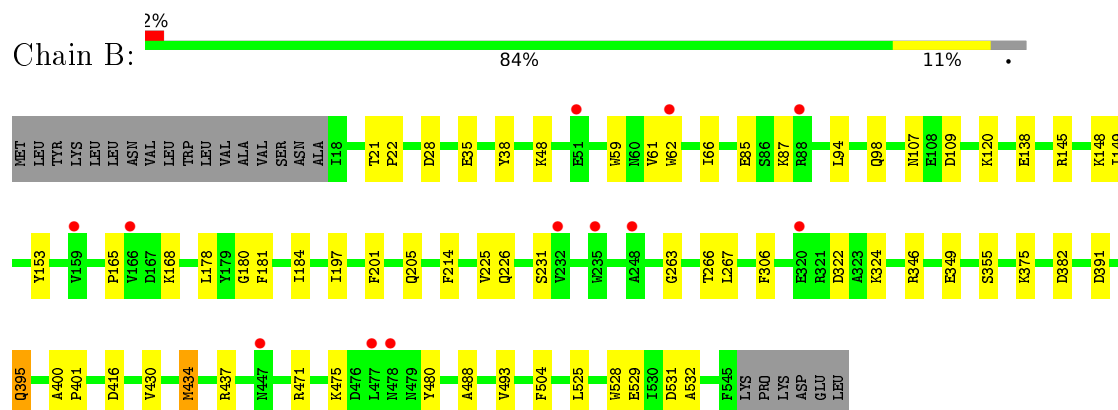 2%
Chain B:
84% 11% •
MET LEU TYR LYS LEU LEU ASN VAL LEU TRP LEU VAL ALA VAL SER ASN ALA I18 T21 P22 D28 E35 Y38 K48 E51 W59 N60 V61 W62 I66 E85 S86 K87 R88 L94 Q98 N107 E108 D109 K120 E138 R145 K148 I149
Y153 V159 P165 V166 D167 K168 L178 Y179 G180 F181 I184 I197 F201 Q205 F214 V225 Q226 S231 V232 W235 A248 G263 T266 L267 F306 E320 R321 D322 A323 K324 R346 E349 S355 K375 D382 D391
Q395 A400 P401 D416 V430 M434 R437 N447 R471 K475 D476 L477 N478 N479 Y480 A488 V493 F504 L525 W528 E529 I530 D531 A532 F545 LYS PRO LYS ASP GLU LEU